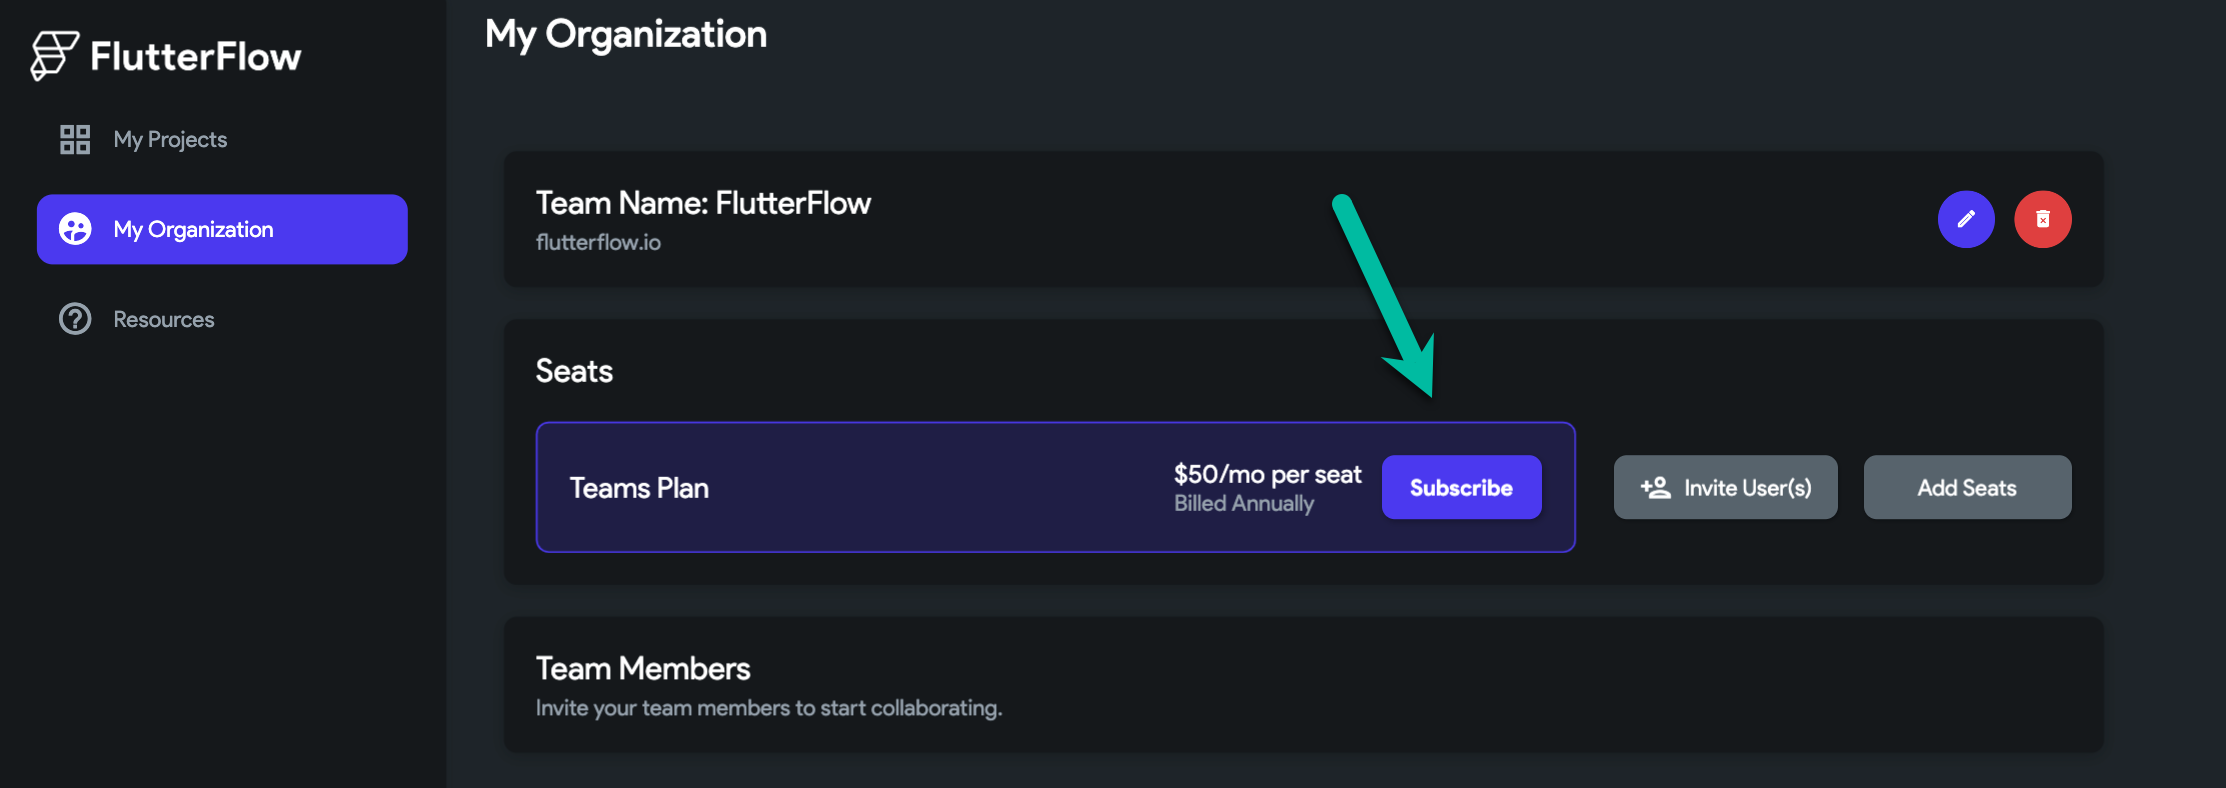 FlutterFlow
My Projects
My Organization
Resources
My Organization
Team Name: FlutterFlow
flutterflow.io
Seats
Teams Plan
$50/mo per seat
Billed Annually
Subscribe
Invite User(s)
Add Seats
Team Members
Invite your team members to start collaborating.